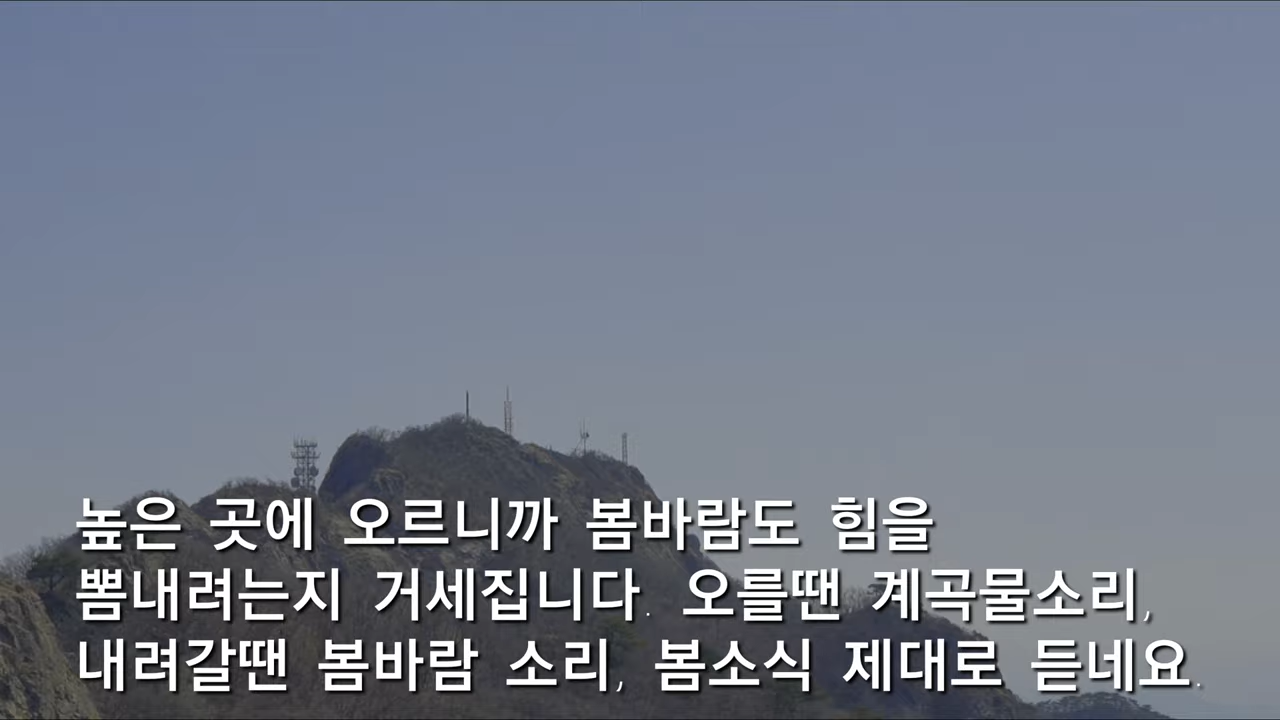 높은 곳에 오르니까 봄바람도 힘을
뽐내려는지 거세집니다. 오를땐 계곡물소리,
내려갈땐 봄바람 소리, 봄소식 제대로 듣네요.